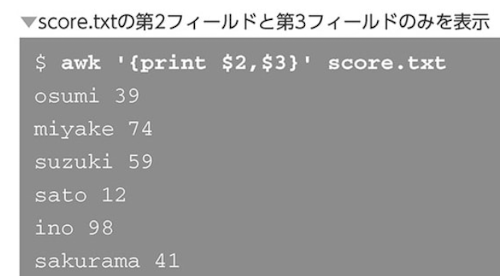 ▼score.txtの第2フィールドと第3フィールドのみを表示
$ awk '{print $2,$3}' score.txt
osumi 39
miyake 74
suzuki 59
sato 12
ino 98
sakurama 41